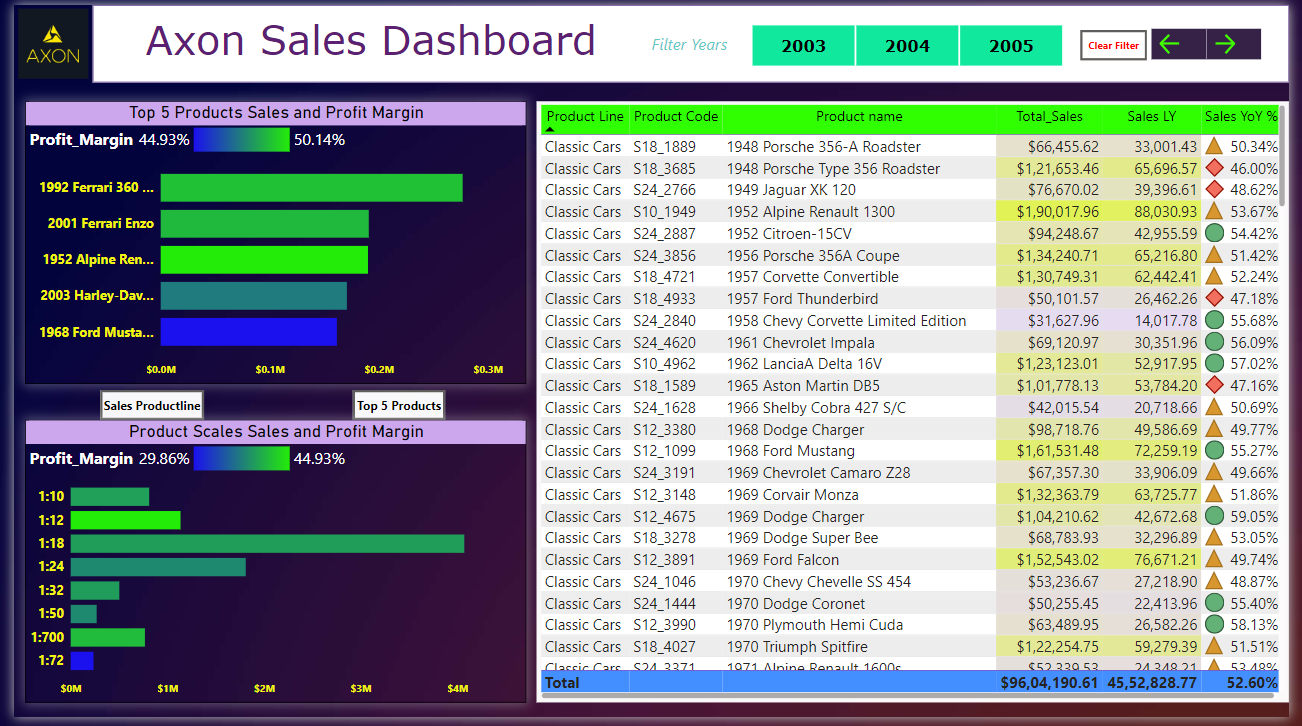 AXON
Axon Sales Dashboard
Filter Years
2003 2004 2005
Clear Filter
Top 5 Products Sales and Profit Margin
Profit_Margin 44.93% 50.14%
1992 Ferrari 360 ...
2001 Ferrari Enzo
1952 Alpine Ren...
2003 Harley-Dav...
1968 Ford Musta...
$0.0M $0.1M $0.2M $0.3M
Sales Productline Top 5 Products
Product Scales Sales and Profit Margin
Profit_Margin 29.86% 44.93%
1:10
1:12
1:18
1:24
1:32
1:50
1:700
1:72
$0M $1M $2M $3M $4M
Product Line Product Code Product name Total_Sales Sales LY Sales YoY %
Classic Cars S18_1889 1948 Porsche 356-A Roadster $66,455.62 33,001.43 50.34%
Classic Cars S18_3685 1948 Porsche Type 356 Roadster $1,21,653.46 65,696.57 46.00%
Classic Cars S24_2766 1949 Jaguar XK 120 $76,670.02 39,396.61 48.62%
Classic Cars S10_1949 1952 Alpine Renault 1300 $1,90,017.96 88,030.93 53.67%
Classic Cars S24_2887 1952 Citroen-15CV $94,248.67 42,955.59 54.42%
Classic Cars S24_3856 1956 Porsche 356A Coupe $1,34,240.71 65,216.80 51.42%
Classic Cars S18_4721 1957 Corvette Convertible $1,30,749.31 62,442.41 52.24%
Classic Cars S18_4933 1957 Ford Thunderbird $50,101.57 26,462.26 47.18%
Classic Cars S24_2840 1958 Chevy Corvette Limited Edition $31,627.96 14,017.78 55.68%
Classic Cars S24_4620 1961 Chevrolet Impala $69,120.97 30,351.96 56.09%
Classic Cars S10_4962 1962 LanciaA Delta 16V $1,23,123.01 52,917.95 57.02%
Classic Cars S18_1589 1965 Aston Martin DB5 $1,01,778.13 53,784.20 47.16%
Classic Cars S24_1628 1966 Shelby Cobra 427 S/C $42,015.54 20,718.66 50.69%
Classic Cars S12_3380 1968 Dodge Charger $98,718.76 49,586.69 49.77%
Classic Cars S12_1099 1968 Ford Mustang $1,61,531.48 72,259.19 55.27%
Classic Cars S24_3191 1969 Chevrolet Camaro Z28 $67,357.30 33,906.09 49.66%
Classic Cars S12_3148 1969 Corvair Monza $1,32,363.79 63,725.77 51.86%
Classic Cars S12_4675 1969 Dodge Charger $1,04,210.62 42,672.68 59.05%
Classic Cars S18_3278 1969 Dodge Super Bee $68,783.93 32,296.89 53.05%
Classic Cars S12_3891 1969 Ford Falcon $1,52,543.02 76,671.21 49.74%
Classic Cars S24_1046 1970 Chevy Chevelle SS 454 $53,236.67 27,218.90 48.87%
Classic Cars S24_1444 1970 Dodge Coronet $50,255.45 22,413.96 55.40%
Classic Cars S12_3990 1970 Plymouth Hemi Cuda $63,489.95 26,582.26 58.13%
Classic Cars S18_4027 1970 Triumph Spitfire $1,22,254.75 59,279.39 51.51%
Classic Cars S24_3371 1971 Alpine Renault 1600s $52,339.53 24,348.21 53.48%
Total $96,04,190.61 45,52,828.77 52.60%